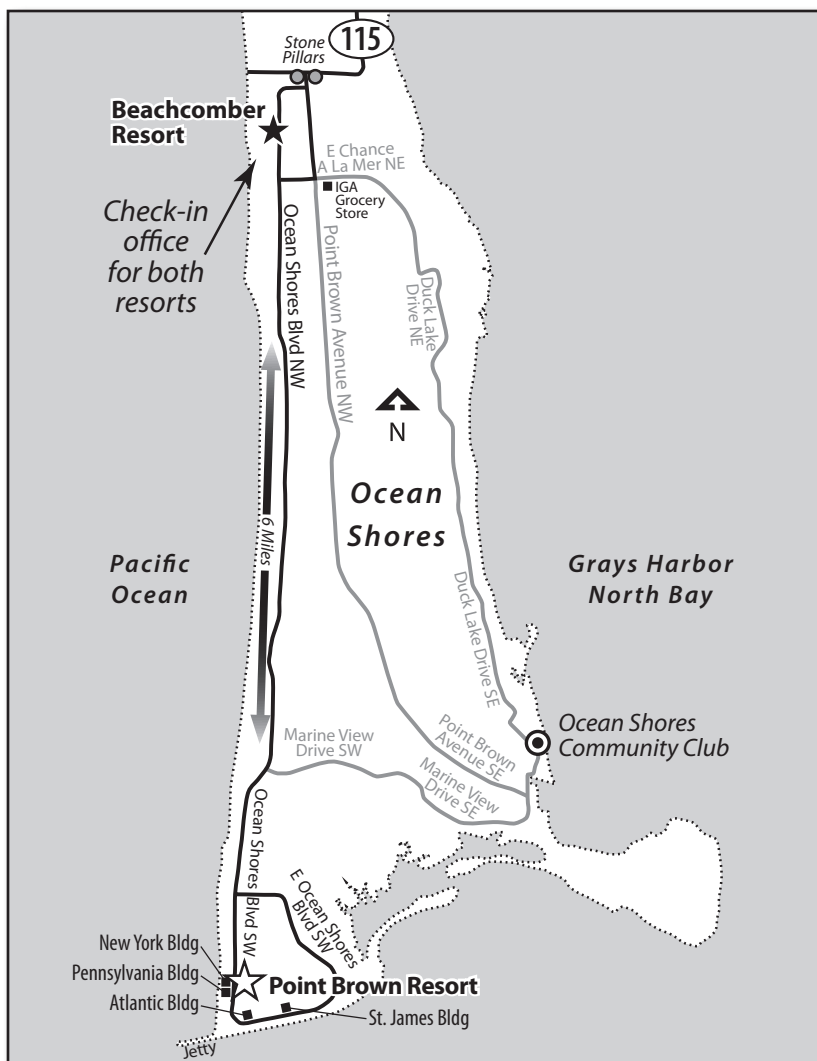 Stone
Pillars
115
Beachcomber
Resort
E Chance
A La Mer NE
IGA
Grocery
Store
Check-in
office
for both
resorts
Ocean Shores Blvd NW
Point Brown Avenue NW
Duck Lake
Drive NE
N
Ocean
Shores
6 Miles
Pacific
Ocean
Grays Harbor
North Bay
Duck Lake Drive SE
Ocean Shores
Community Club
Marine View
Drive SW
Point Brown
Avenue SE
Marine View
Drive SE
Ocean Shores Blvd SW
E Ocean Shores
Blvd SW
New York Bldg
Pennsylvania Bldg
Point Brown Resort
Atlantic Bldg
St. James Bldg
Jetty